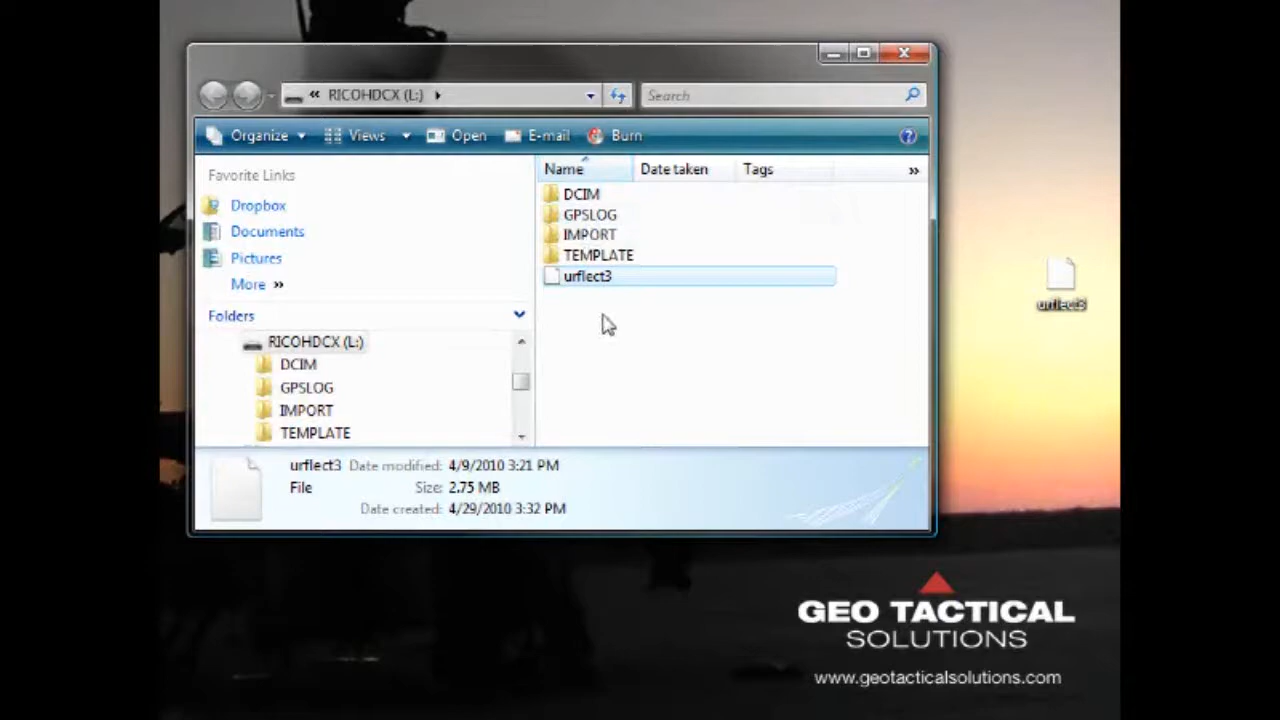 RICOHDCX (L:)
Search
Organize Views Open E-mail Burn
Favorite Links
Dropbox
Documents
Pictures
More »
Folders
RICOHDCX (L:)
DCIM
GPSLOG
IMPORT
TEMPLATE
Name Date taken Tags »
DCIM
GPSLOG
IMPORT
TEMPLATE
urflect3
urflect3 Date modified: 4/9/2010 3:21 PM
File Size: 2.75 MB
Date created: 4/29/2010 3:32 PM
urflect3
GEO TACTICAL
SOLUTIONS
www.geotacticalsolutions.com